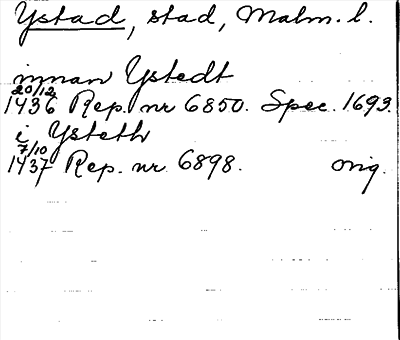 Ystad, stad, Malm. l.
innan Ystedt
20/12
1436 Rep. nr 6850. Spec. 1693.
i Ysteth
7/10
1437 Rep. nr 6898. orig.